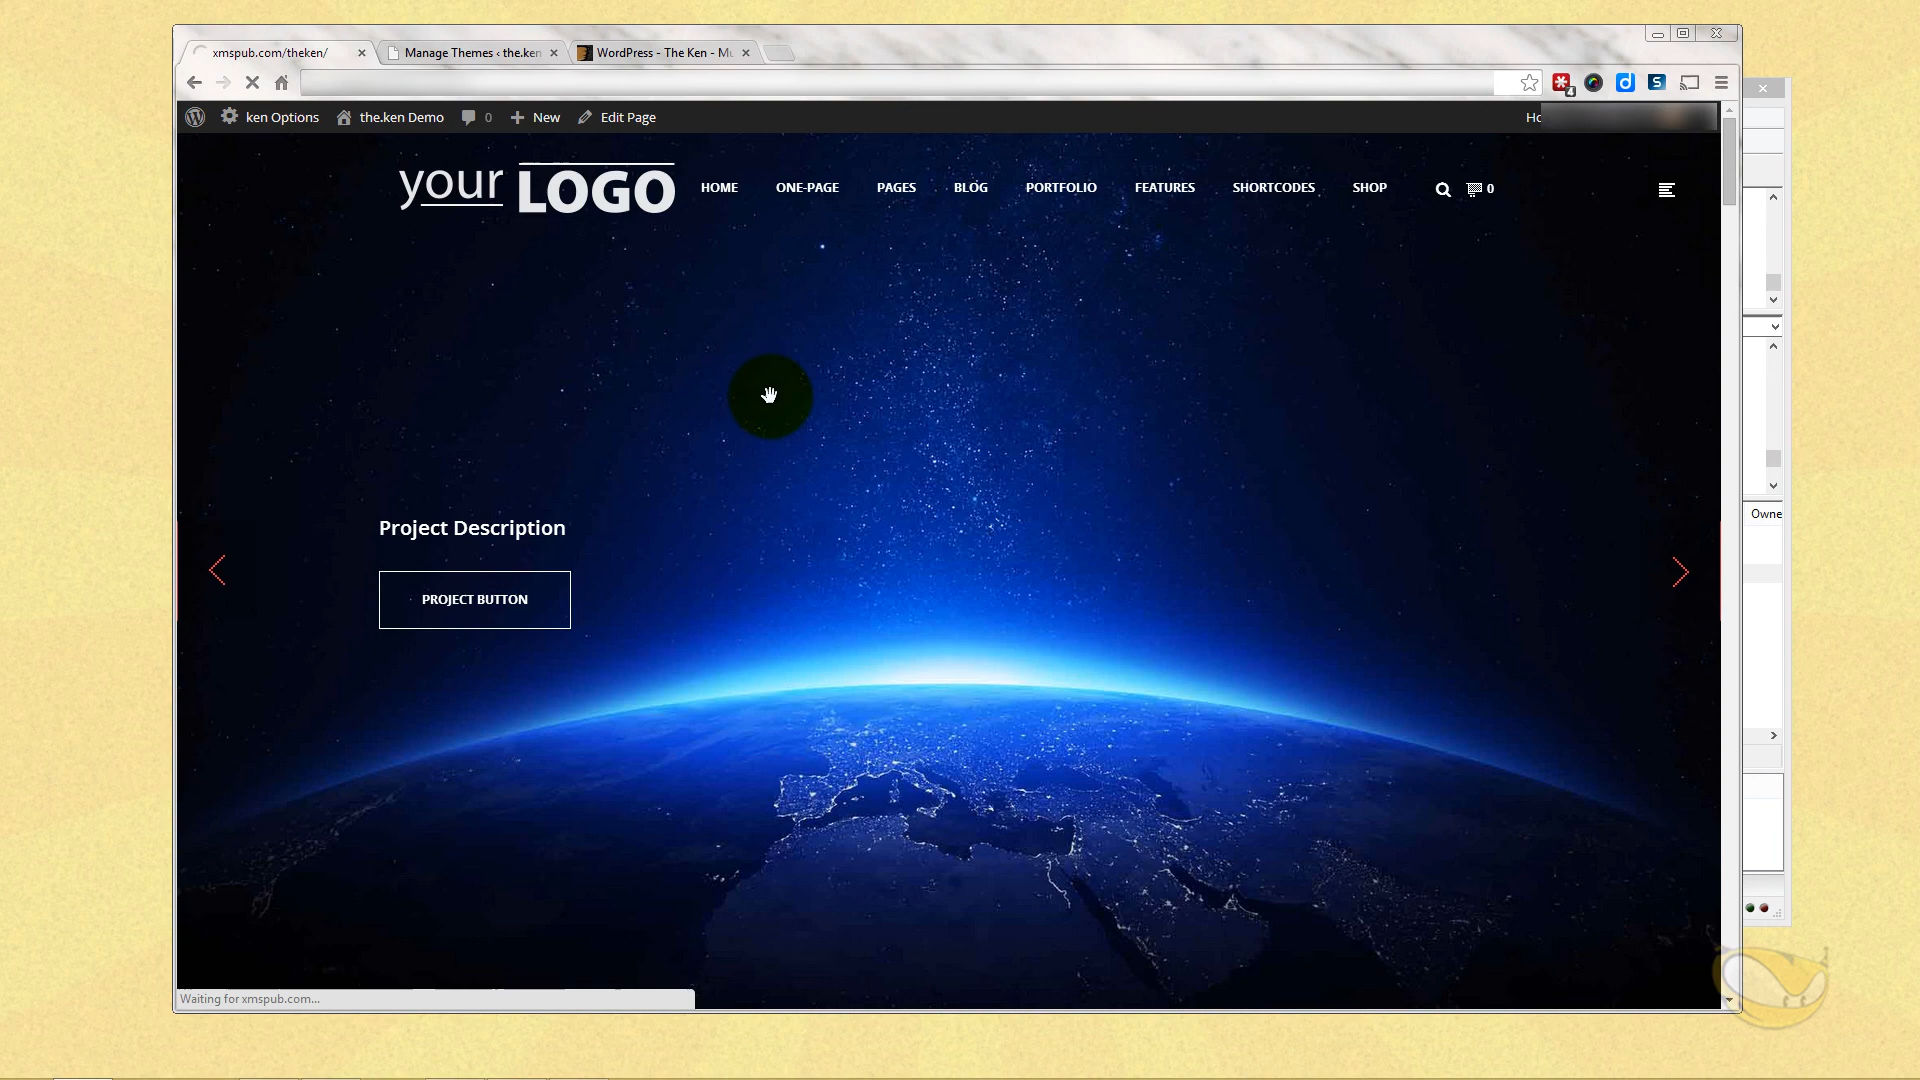 xmspub.com/theken/
Manage Themes ‹ the.ken
WordPress - The Ken - Mu
ken Options
the.ken Demo
0
New
Edit Page
Ho
your LOGO
HOME
ONE-PAGE
PAGES
BLOG
PORTFOLIO
FEATURES
SHORTCODES
SHOP
0
Owne
Project Description
PROJECT BUTTON
Waiting for xmspub.com...